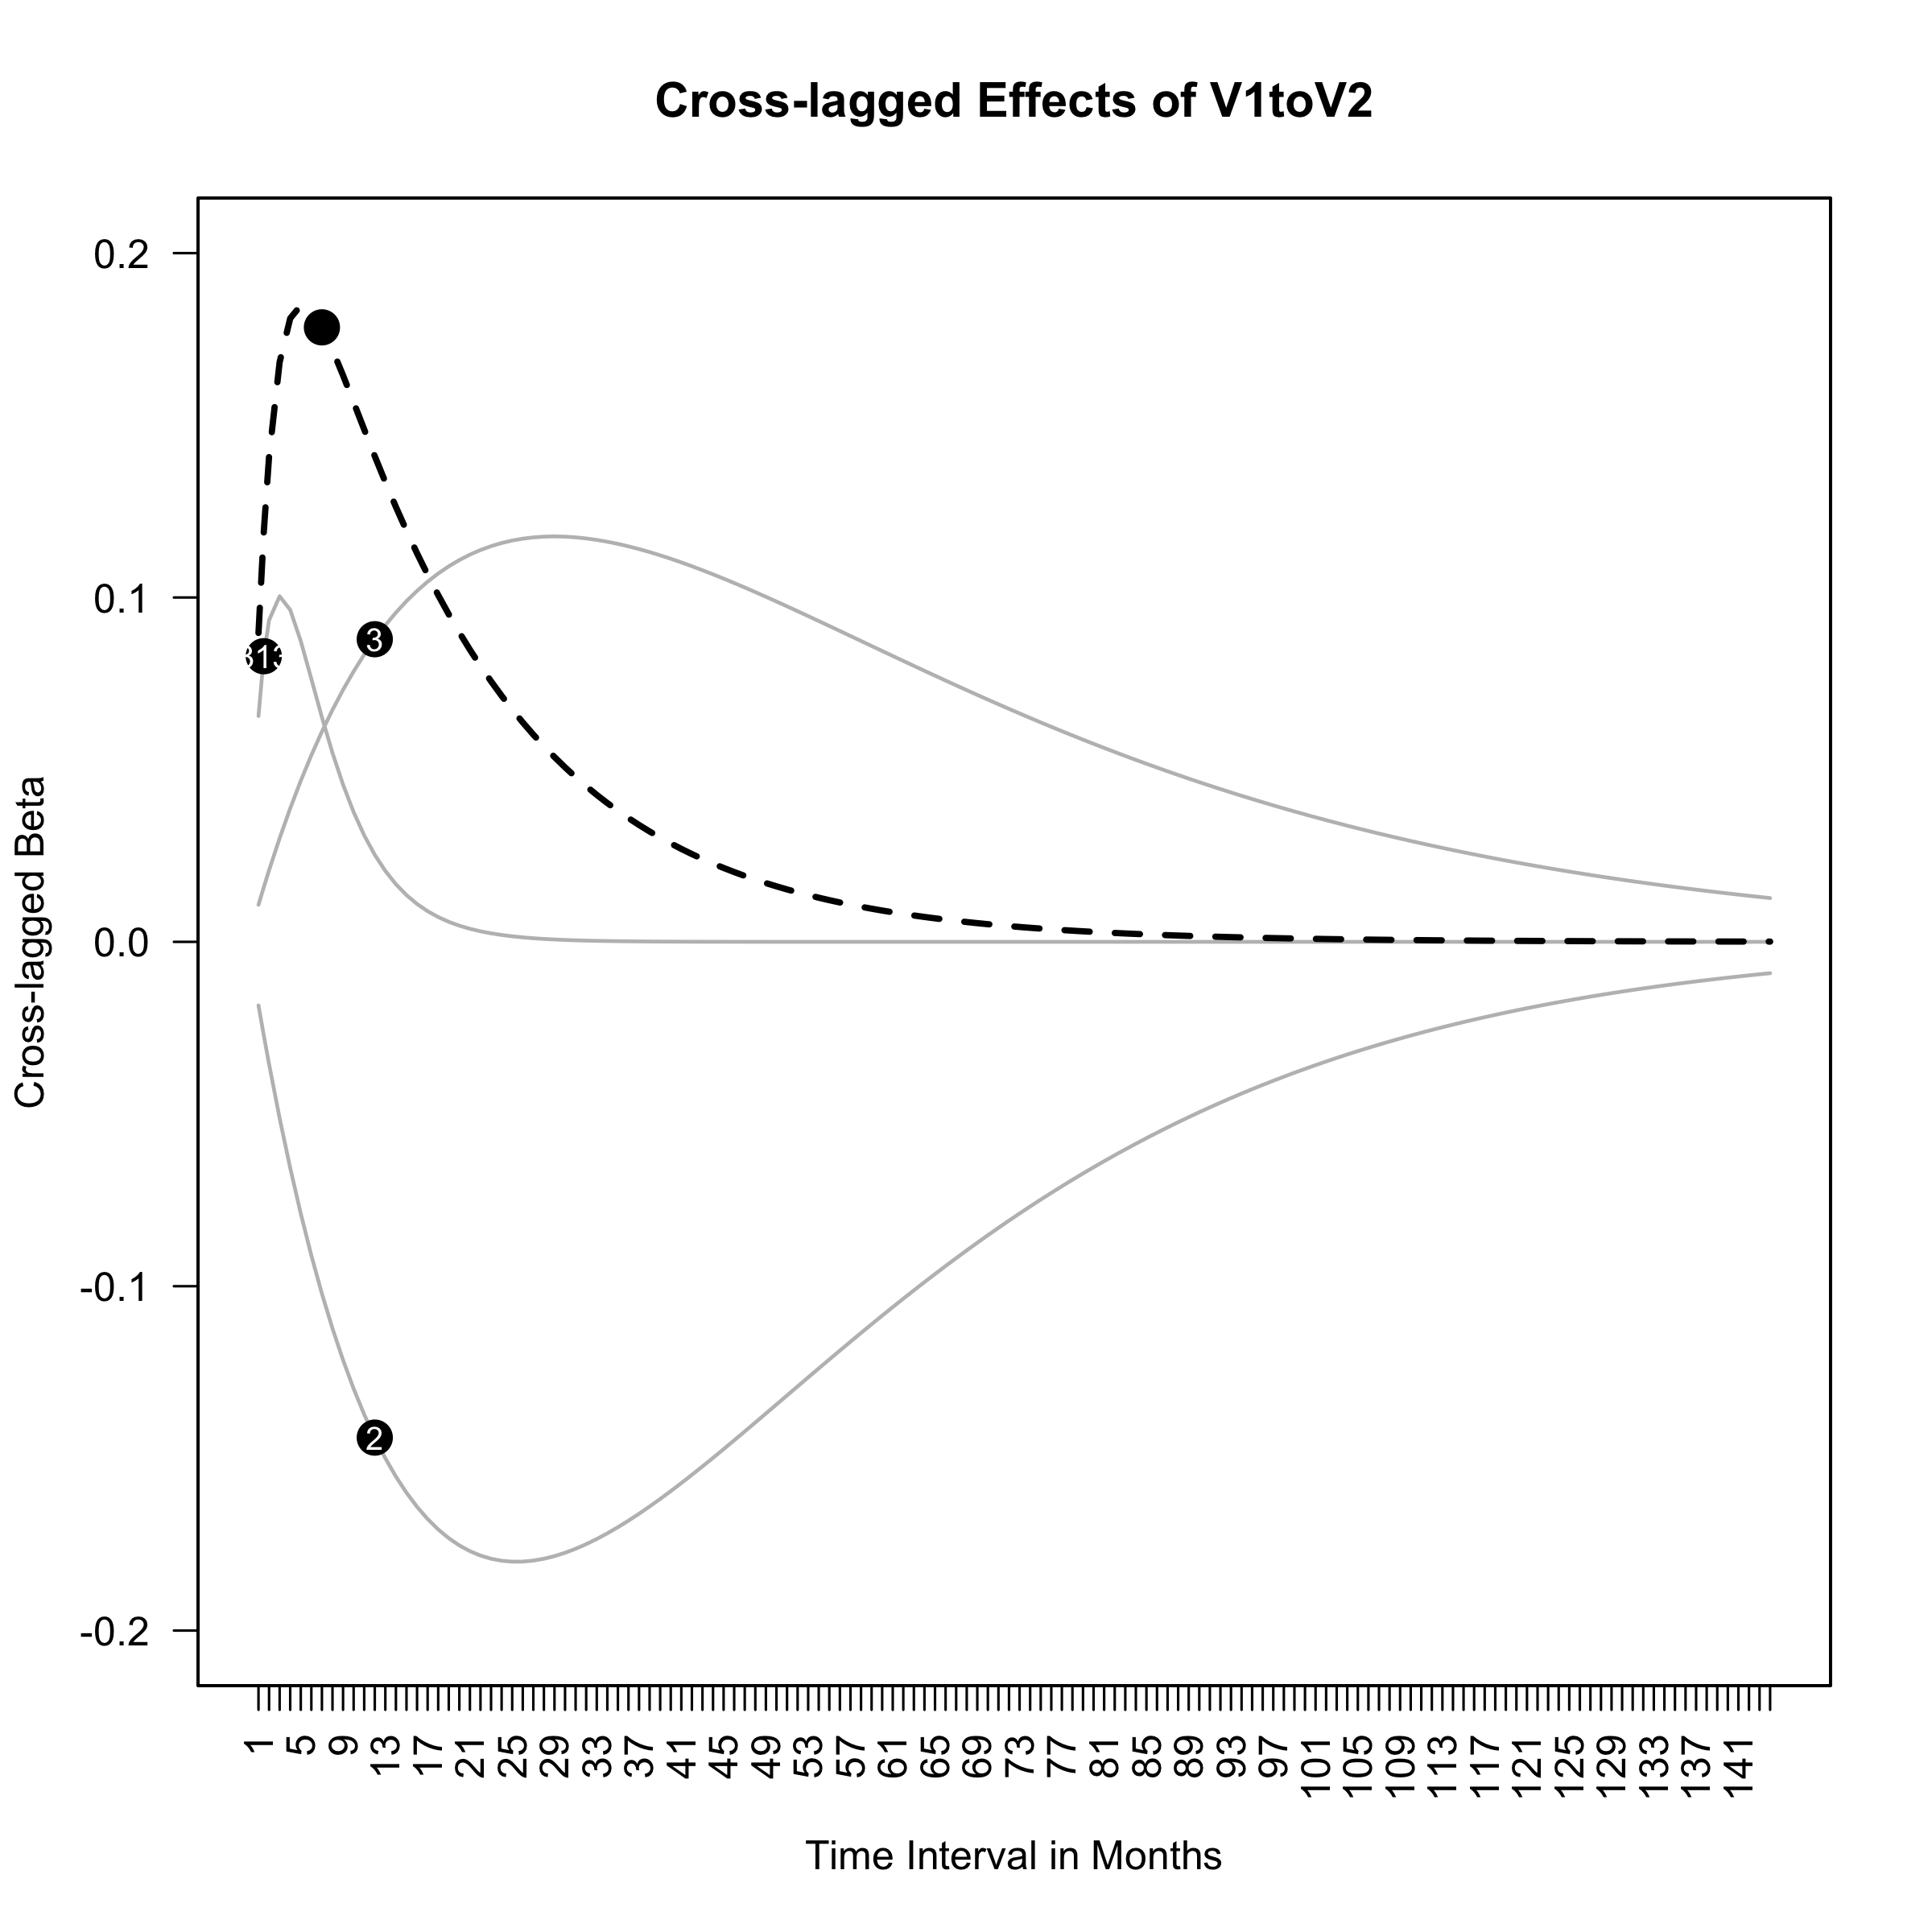 Cross-lagged Effects of V1toV2
Cross-lagged Beta
0.2
0.1
0.0
-0.1
-0.2
313
3
2
1 5 9 13 17 21 25 29 33 37 41 45 49 53 57 61 65 69 73 77 81 85 89 93 97 101 105 109 113 117 121 125 129 133 137 141
Time Interval in Months